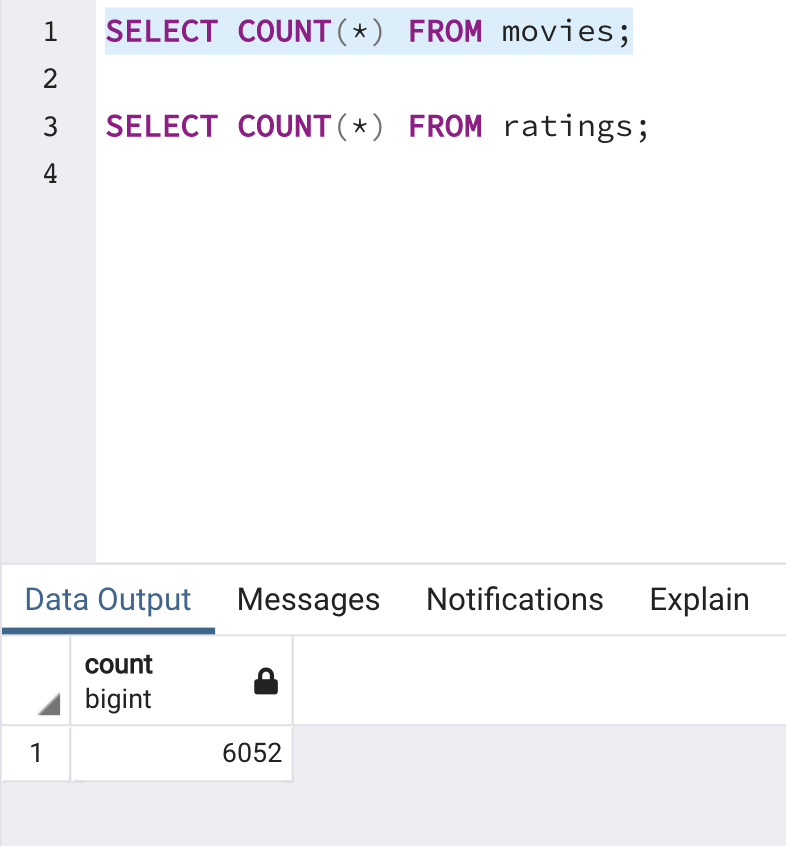 1 SELECT COUNT(*) FROM movies;
2
3 SELECT COUNT(*) FROM ratings;
4
Data Output Messages Notifications Explain
count
bigint
1 6052